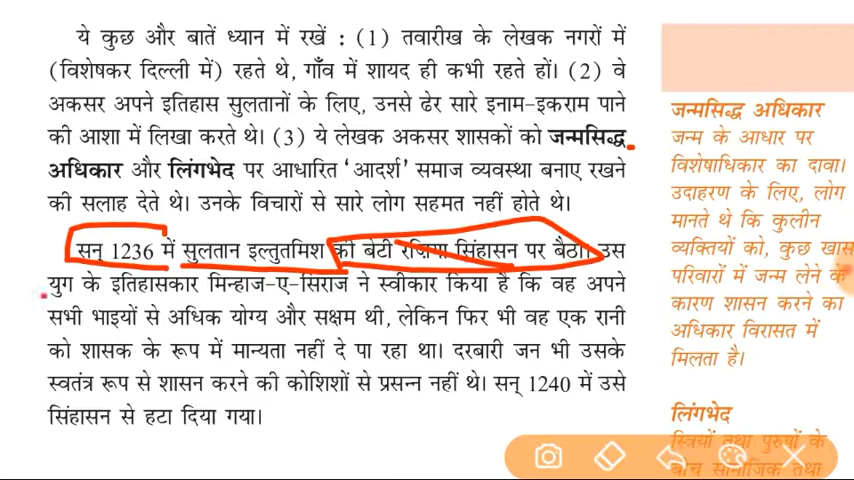 ये कुछ और बातें ध्यान में रखें : (1) तवारीख के लेखक नगरों में
(विशेषकर दिल्ली में) रहते थे, गाँव में शायद ही कभी रहते हों। (2) वे
अकसर अपने इतिहास सुलतानों के लिए, उनसे ढेर सारे इनाम-इकराम पाने
की आशा में लिखा करते थे। (3) ये लेखक अकसर शासकों को जन्मसिद्ध
अधिकार और लिंगभेद पर आधारित ‘आदर्श’ समाज व्यवस्था बनाए रखने
की सलाह देते थे। उनके विचारों से सारे लोग सहमत नहीं होते थे।
सन् 1236 में सुलतान इल्तुतमिश की बेटी रज़िया सिंहासन पर बैठी। उस
युग के इतिहासकार मिन्हाज-ए-सिराज ने स्वीकार किया है कि वह अपने
सभी भाइयों से अधिक योग्य और सक्षम थी, लेकिन फिर भी वह एक रानी
को शासक के रूप में मान्यता नहीं दे पा रहा था। दरबारी जन भी उसके
स्वतंत्र रूप से शासन करने की कोशिशों से प्रसन्न नहीं थे। सन् 1240 में उसे
सिंहासन से हटा दिया गया।
जन्मसिद्ध अधिकार
जन्म के आधार पर
विशेषाधिकार का दावा।
उदाहरण के लिए, लोग
मानते थे कि कुलीन
व्यक्तियों को, कुछ खास
परिवारों में जन्म लेने के
कारण शासन करने का
अधिकार विरासत में
मिलता है।
लिंगभेद
स्त्रियों तथा पुरुषों के
बीच सामाजिक तथा